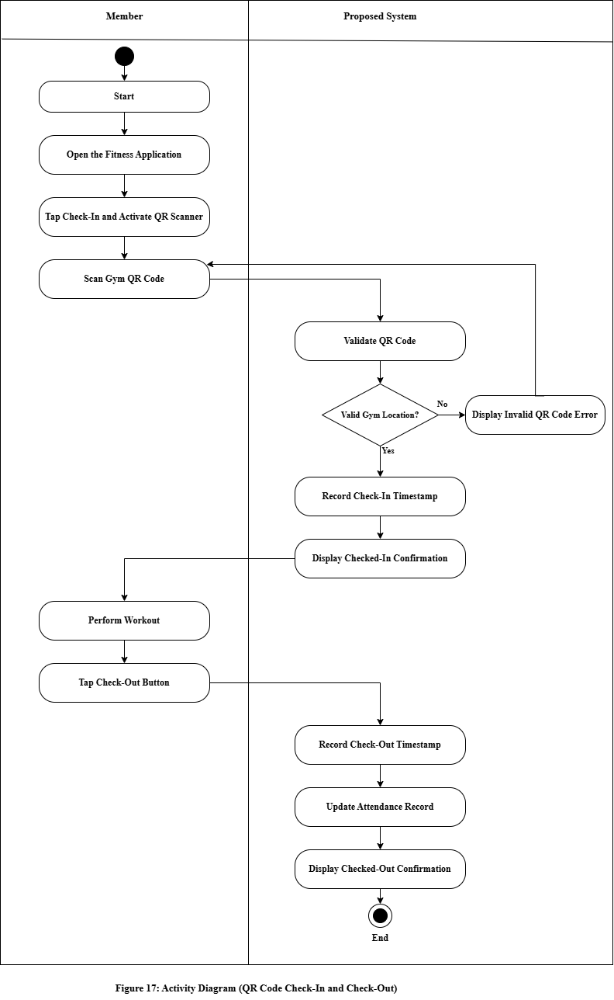 Member
Proposed System
Start
Open the Fitness Application
Tap Check-In and Activate QR Scanner
Scan Gym QR Code
Validate QR Code
Valid Gym Location?
No
Display Invalid QR Code Error
Yes
Record Check-In Timestamp
Display Checked-In Confirmation
Perform Workout
Tap Check-Out Button
Record Check-Out Timestamp
Update Attendance Record
Display Checked-Out Confirmation
End
Figure 17: Activity Diagram (QR Code Check-In and Check-Out)